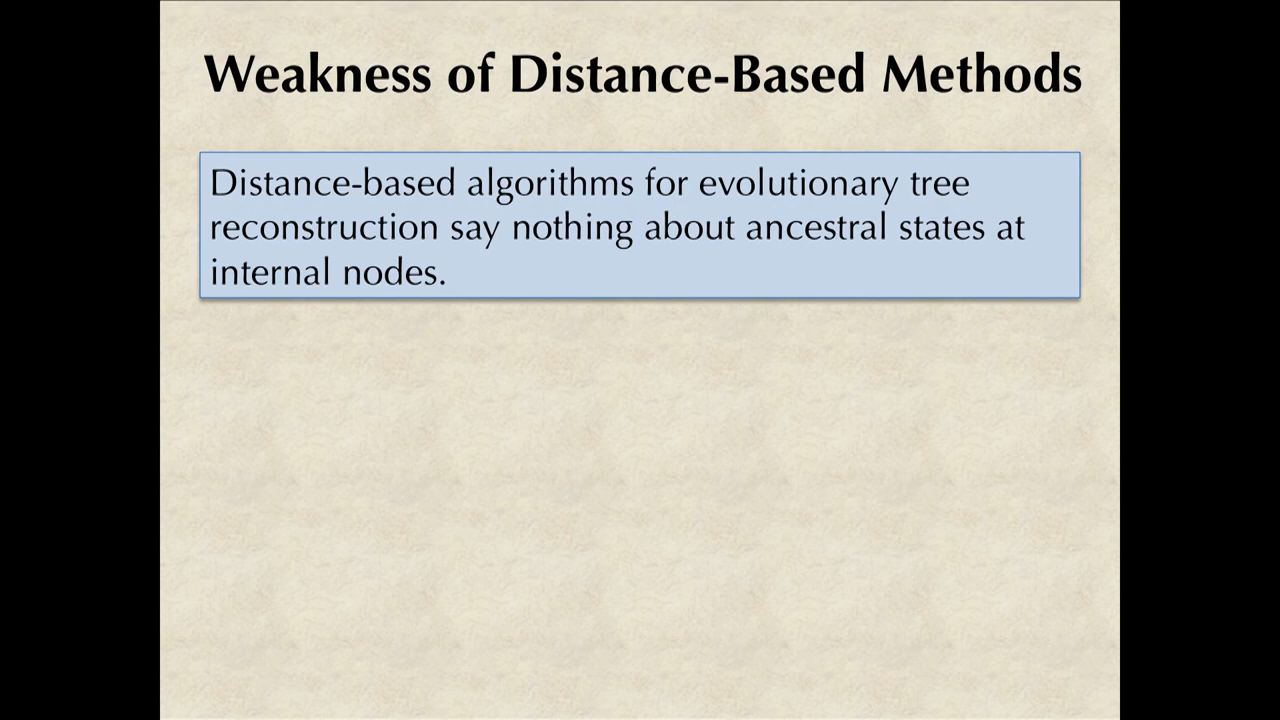 Weakness of Distance-Based Methods
Distance-based algorithms for evolutionary tree
reconstruction say nothing about ancestral states at
internal nodes.